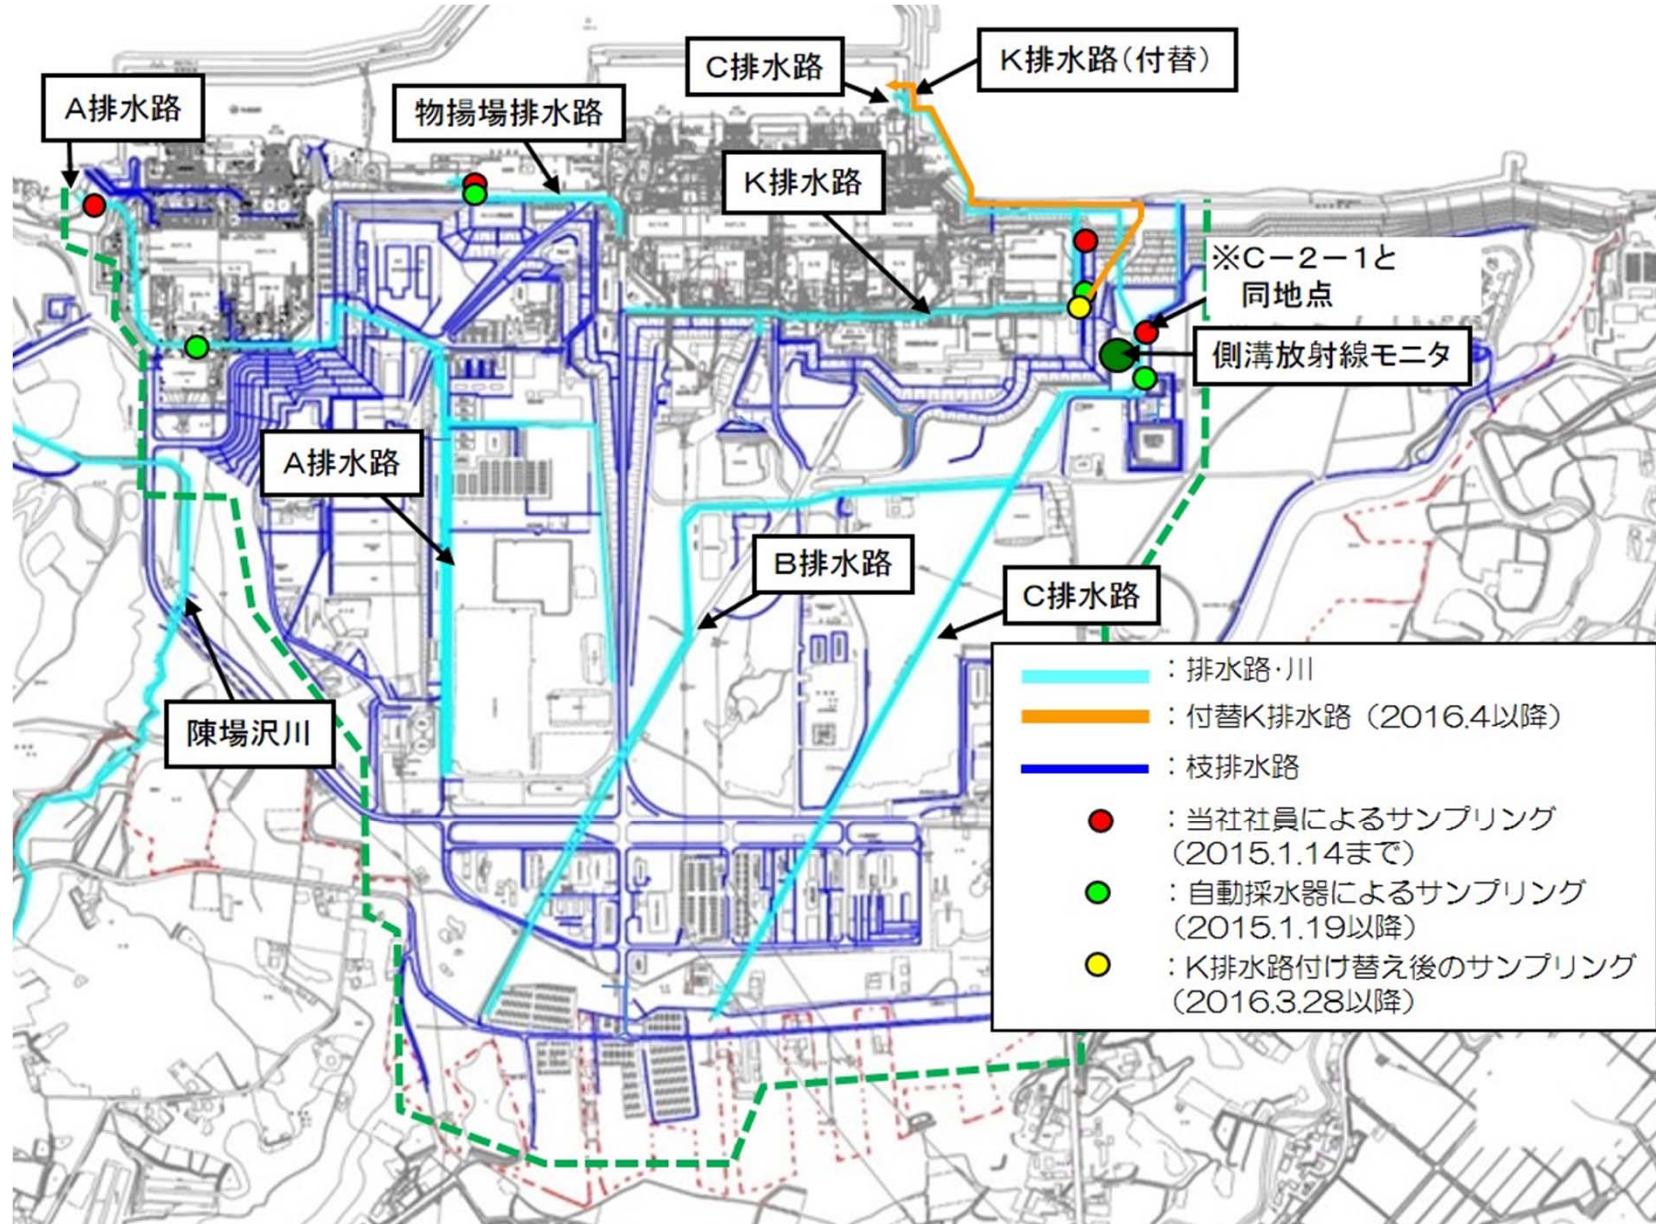 C排水路
K排水路(付替)
A排水路
物揚場排水路
K排水路
※C-2-1と
同地点
側溝放射線モニタ
A排水路
B排水路
C排水路
陳場沢川
:排水路・川
:付替K排水路(2016.4以降)
:枝排水路
:当社社員によるサンプリング
(2015.1.14まで)
:自動採水器によるサンプリング
(2015.1.19以降)
:K排水路付け替え後のサンプリング
(2016.3.28以降)